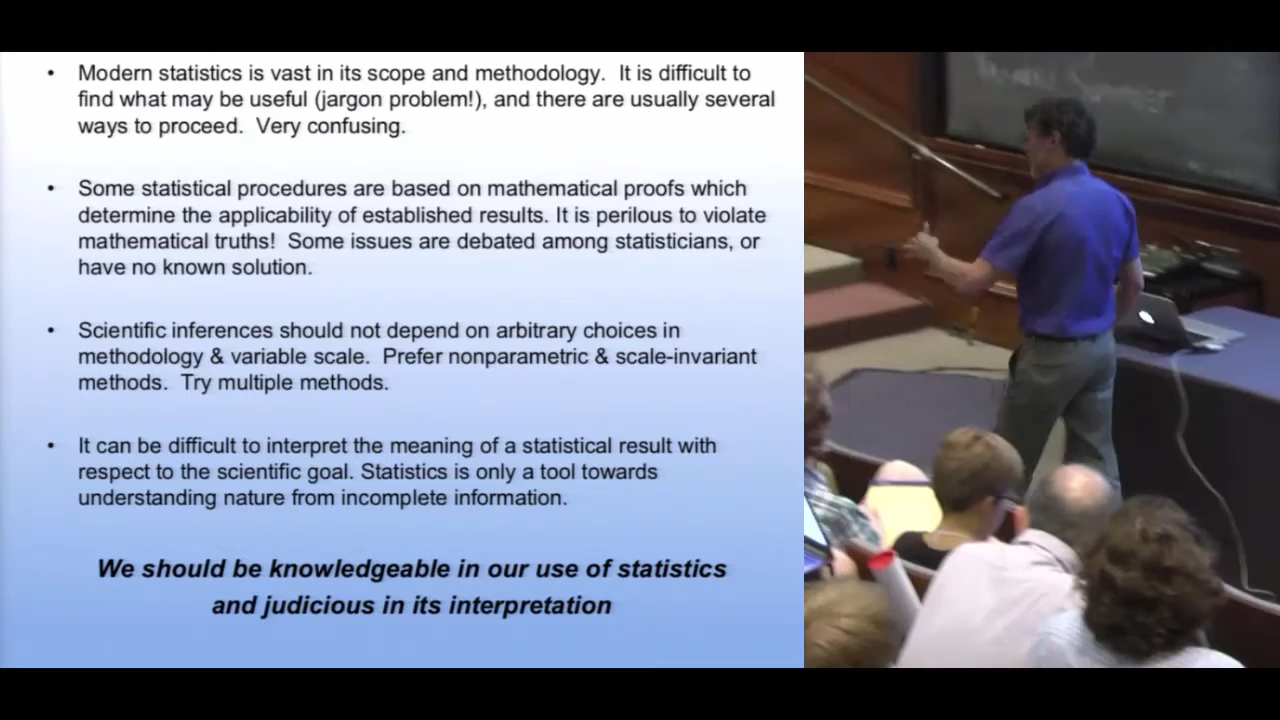 • Modern statistics is vast in its scope and methodology. It is difficult to
find what may be useful (jargon problem!), and there are usually several
ways to proceed. Very confusing.
• Some statistical procedures are based on mathematical proofs which
determine the applicability of established results. It is perilous to violate
mathematical truths! Some issues are debated among statisticians, or
have no known solution.
• Scientific inferences should not depend on arbitrary choices in
methodology & variable scale. Prefer nonparametric & scale-invariant
methods. Try multiple methods.
• It can be difficult to interpret the meaning of a statistical result with
respect to the scientific goal. Statistics is only a tool towards
understanding nature from incomplete information.
We should be knowledgeable in our use of statistics
and judicious in its interpretation